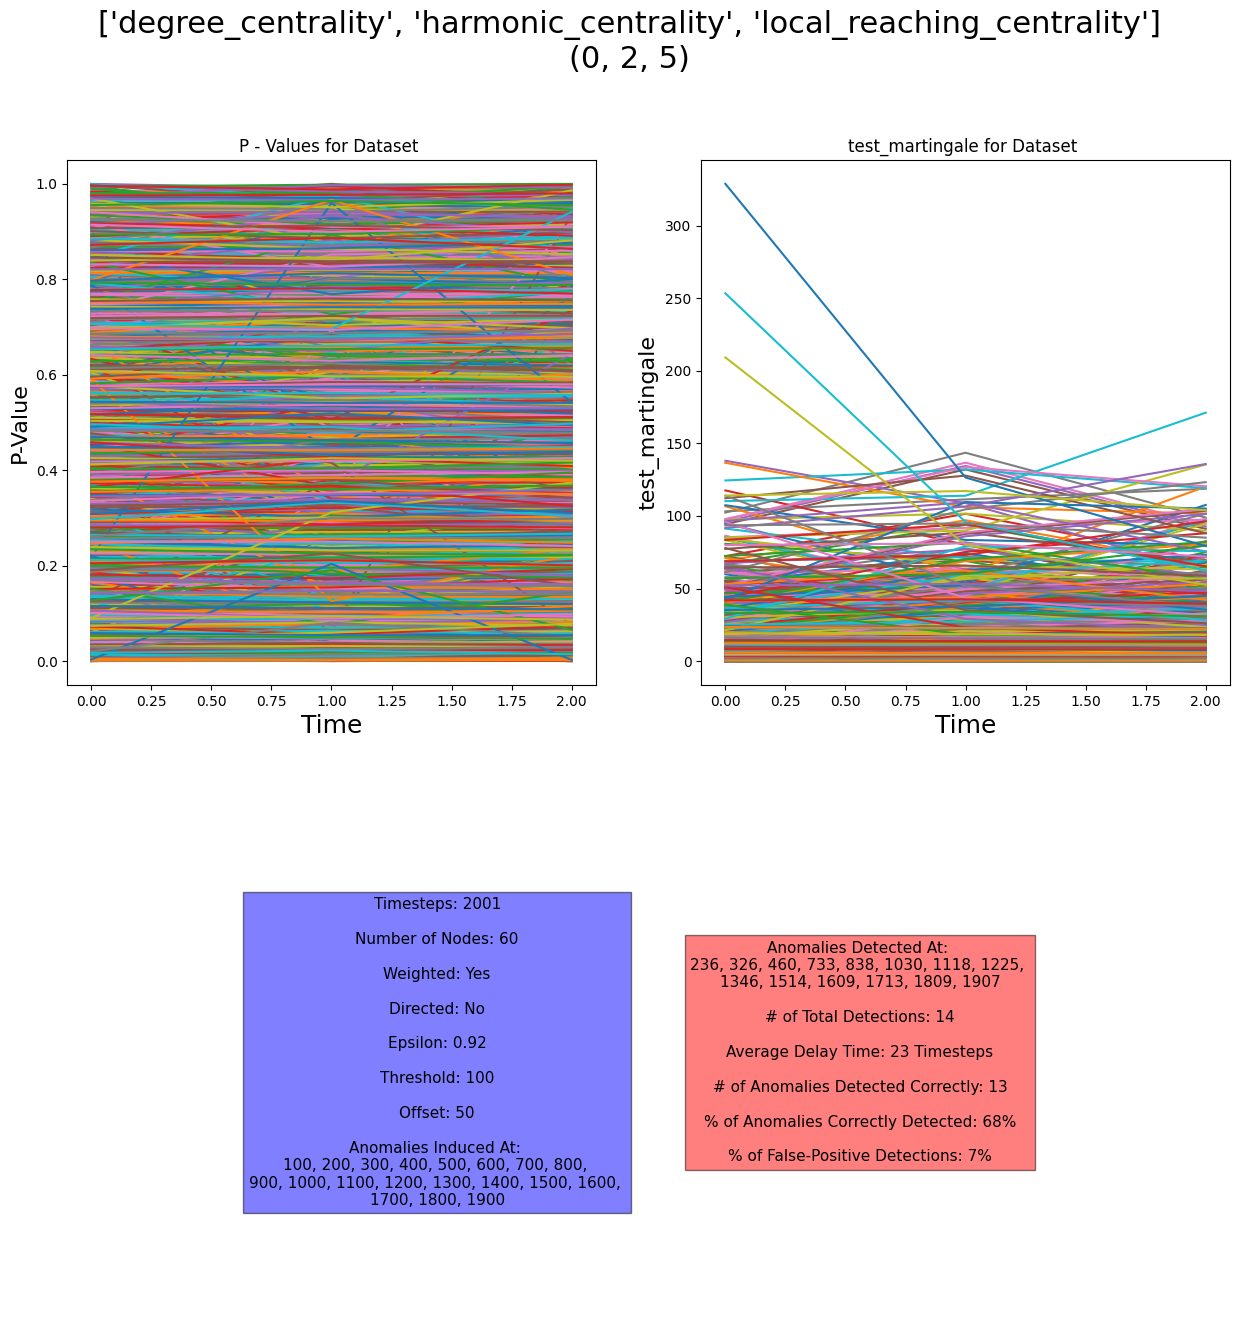 ['degree_centrality', 'harmonic_centrality', 'local_reaching_centrality']
(0, 2, 5)
P - Values for Dataset
P-Value
1.0
0.8
0.6
0.4
0.2
0.0
0.00 0.25 0.50 0.75 1.00 1.25 1.50 1.75 2.00
Time
test_martingale for Dataset
test_martingale
300
250
200
150
100
50
0
0.00 0.25 0.50 0.75 1.00 1.25 1.50 1.75 2.00
Time
Timesteps: 2001
Number of Nodes: 60
Weighted: Yes
Directed: No
Epsilon: 0.92
Threshold: 100
Offset: 50
Anomalies Induced At:
100, 200, 300, 400, 500, 600, 700, 800,
900, 1000, 1100, 1200, 1300, 1400, 1500, 1600,
1700, 1800, 1900
Anomalies Detected At:
236, 326, 460, 733, 838, 1030, 1118, 1225,
1346, 1514, 1609, 1713, 1809, 1907
# of Total Detections: 14
Average Delay Time: 23 Timesteps
# of Anomalies Detected Correctly: 13
% of Anomalies Correctly Detected: 68%
% of False-Positive Detections: 7%